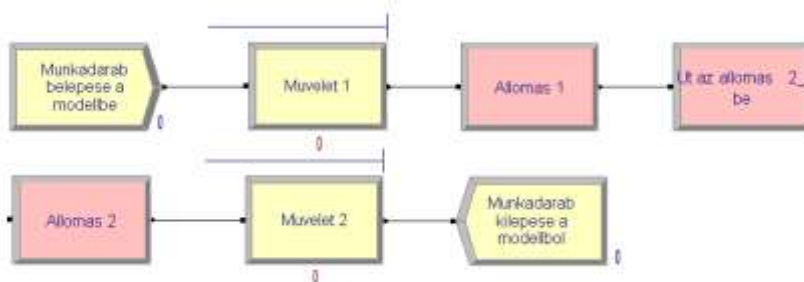 Munkadarab
belepese a
modellbe
0
Muvelet 1
0
Allomas 1
Ut az allomas 2_
be
Allomas 2
Muvelet 2
0
Munkadarab
kilepese a
modellbol
0